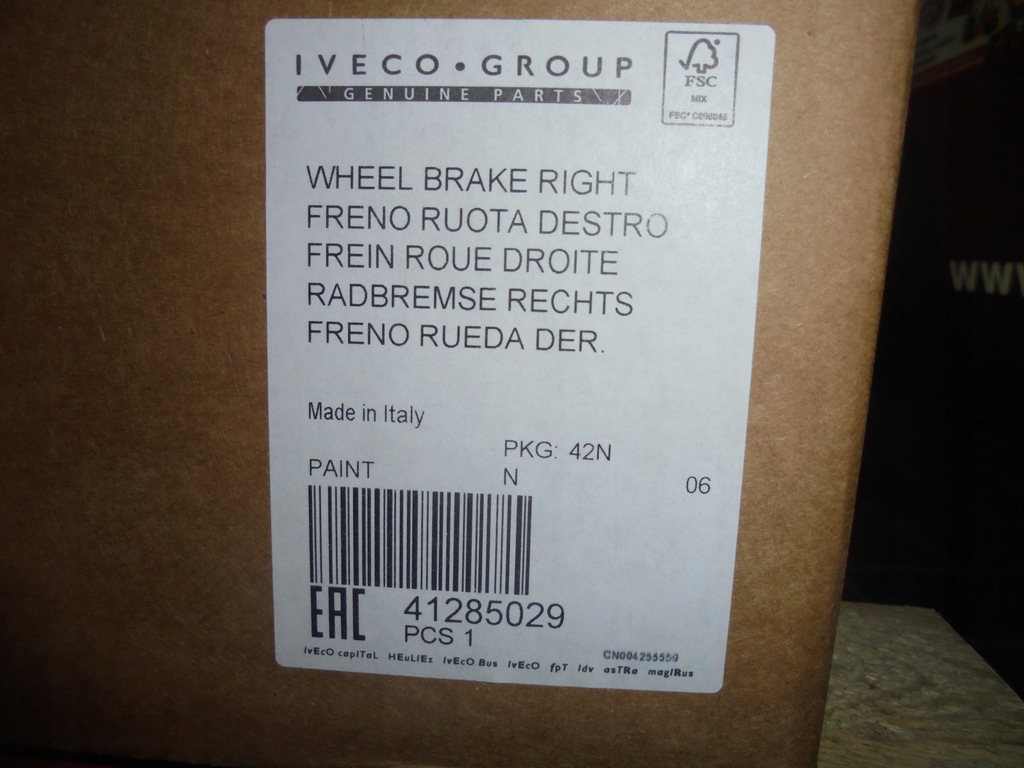 IVECO • GROUP
GENUINE PARTS
FSC
MIX
WHEEL BRAKE RIGHT
FRENO RUOTA DESTRO
FREIN ROUE DROITE
RADBREMSE RECHTS
FRENO RUEDA DER.
Made in Italy
PKG: 42N
PAINT N 06
EAC 41285029
PCS 1
CN004255559
IvEcO capITaL HEuLIEz IvEcO Bus IvEcO fpT Idv asTRa magIRus
WW